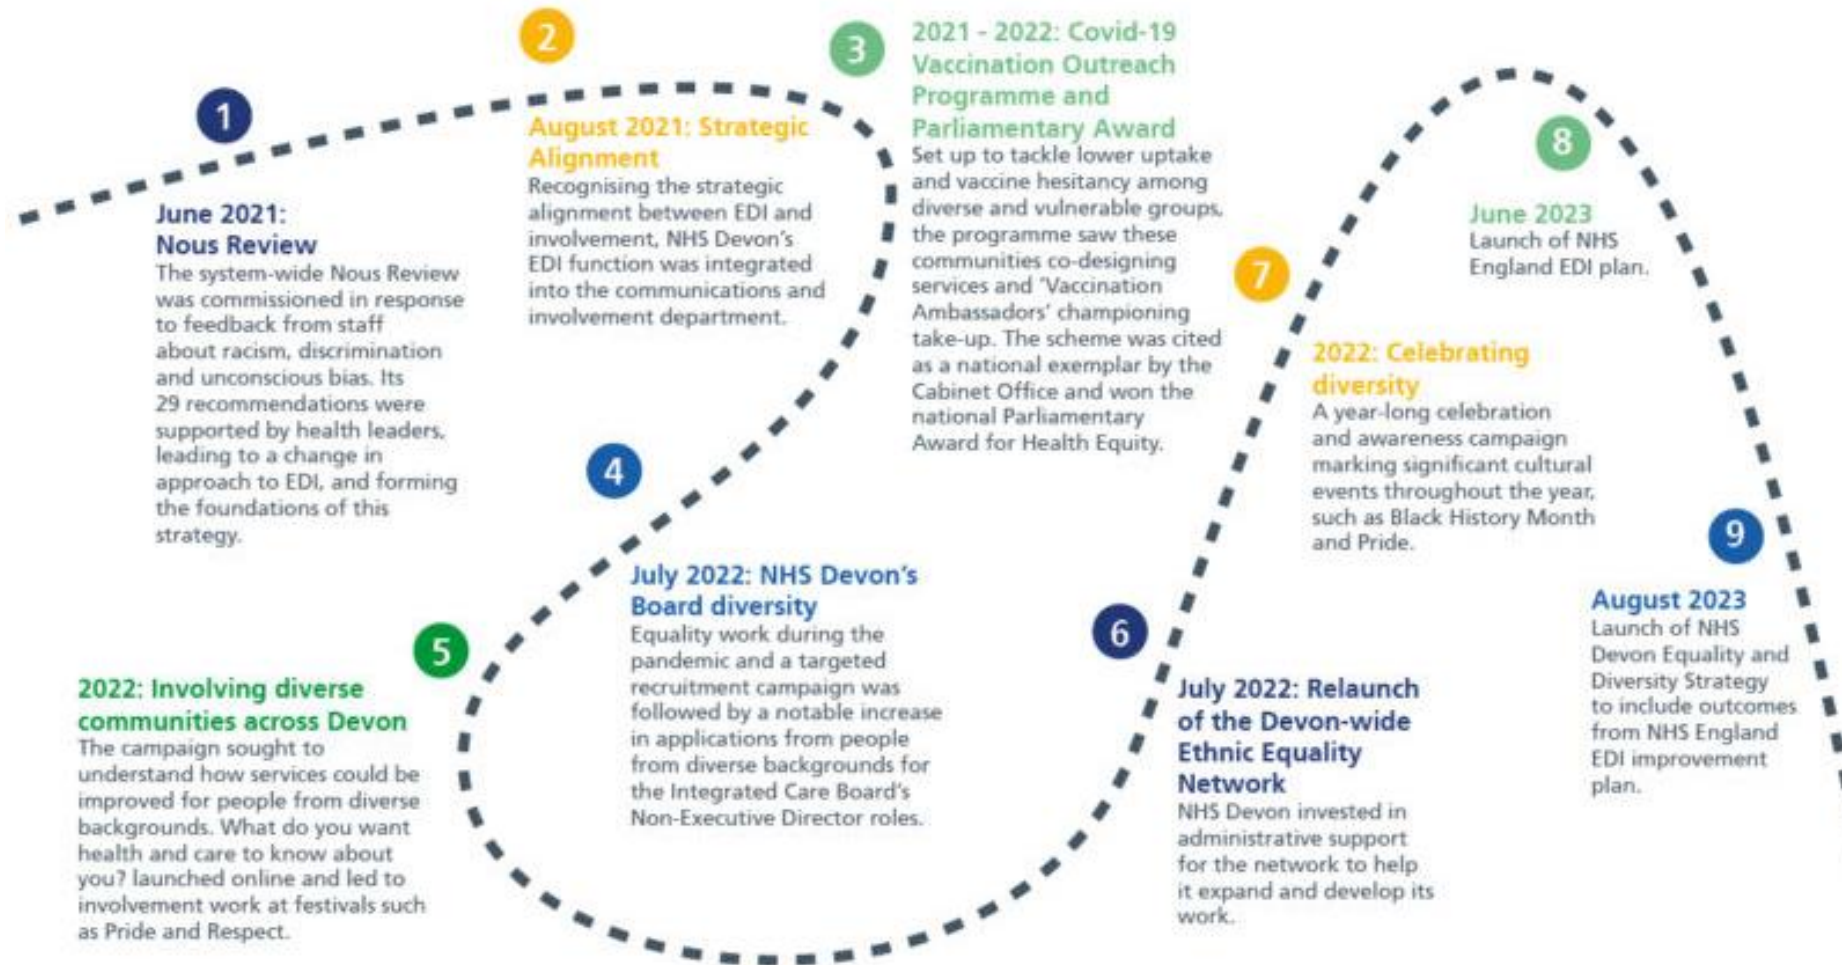 1
June 2021:
Nous Review
The system-wide Nous Review
was commissioned in response
to feedback from staff
about racism, discrimination
and unconscious bias. Its
29 recommendations were
supported by health leaders,
leading to a change in
approach to EDI, and forming
the foundations of this
strategy.
2
August 2021: Strategic
Alignment
Recognising the strategic
alignment between EDI and
involvement, NHS Devon's
EDI function was integrated
into the communications and
involvement department.
3
2021 - 2022: Covid-19
Vaccination Outreach
Programme and
Parliamentary Award
Set up to tackle lower uptake
and vaccine hesitancy among
diverse and vulnerable groups,
the programme saw these
communities co-designing
services and 'Vaccination
Ambassadors' championing
take-up. The scheme was cited
as a national exemplar by the
Cabinet Office and won the
national Parliamentary
Award for Health Equity.
4
July 2022: NHS Devon's
Board diversity
Equality work during the
pandemic and a targeted
recruitment campaign was
followed by a notable increase
in applications from people
from diverse backgrounds for
the Integrated Care Board's
Non-Executive Director roles.
5
2022: Involving diverse
communities across Devon
The campaign sought to
understand how services could be
improved for people from diverse
backgrounds. What do you want
health and care to know about
you? launched online and led to
involvement work at festivals such
as Pride and Respect.
6
July 2022: Relaunch
of the Devon-wide
Ethnic Equality
Network
NHS Devon invested in
administrative support
for the network to help
it expand and develop its
work.
7
2022: Celebrating
diversity
A year-long celebration
and awareness campaign
marking significant cultural
events throughout the year,
such as Black History Month
and Pride.
8
June 2023
Launch of NHS
England EDI plan.
9
August 2023
Launch of NHS
Devon Equality and
Diversity Strategy
to include outcomes
from NHS England
EDI improvement
plan.